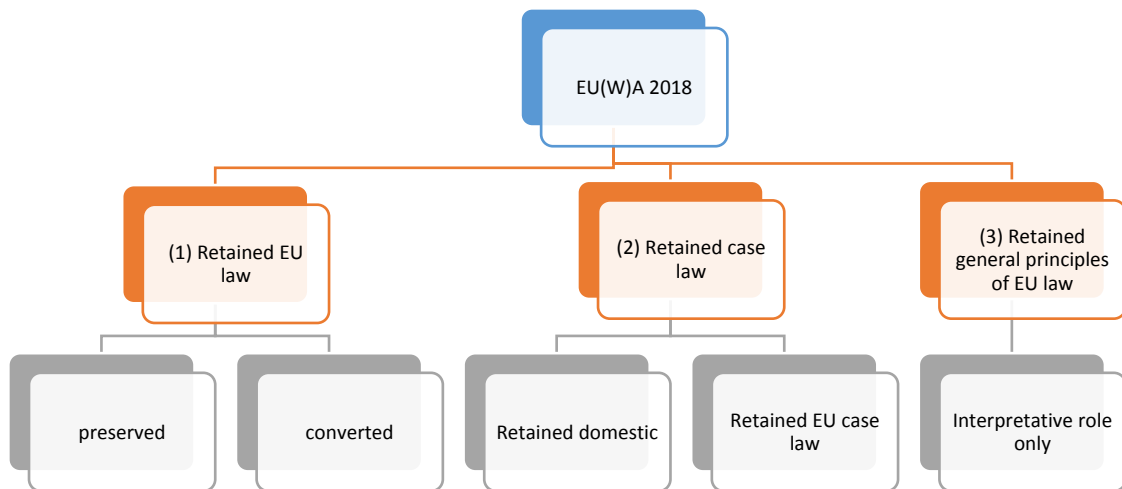 EU(W)A 2018
(1) Retained EU
law
(2) Retained case
law
(3) Retained
general principles
of EU law
preserved
converted
Retained domestic
Retained EU case
law
Interpretative role
only